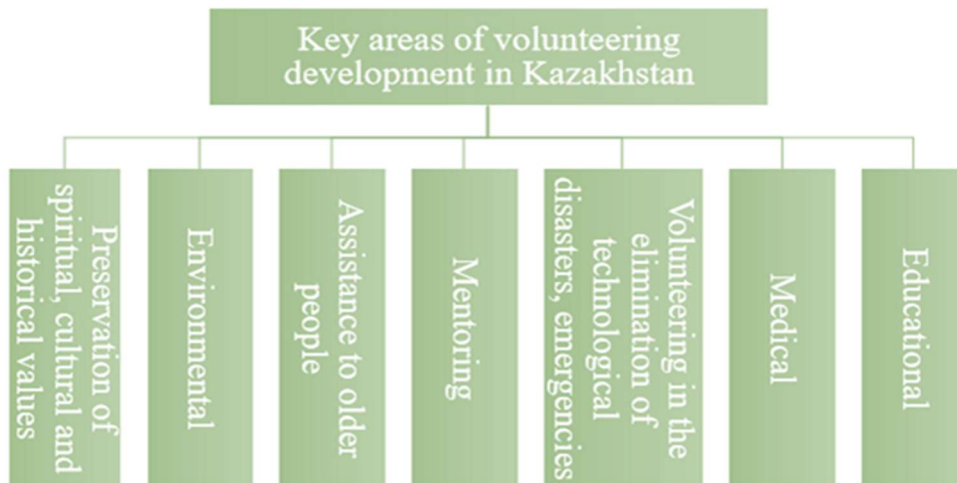 Key areas of volunteering
development in Kazakhstan
Preservation of
spiritual, cultural and
historical values
Environmental
Assistance to older
people
Mentoring
Volunteering in the
elimination of
technological
disasters, emergencies
Medical
Educational